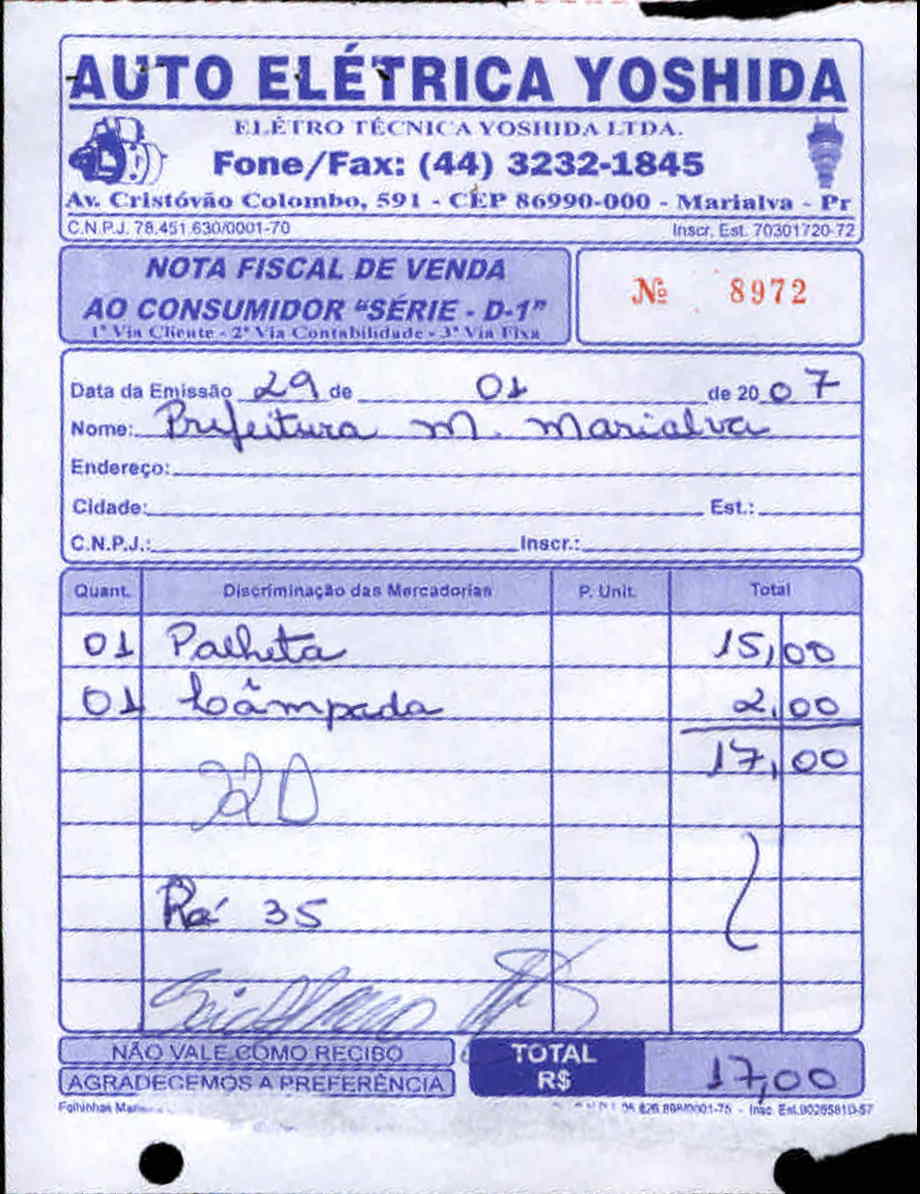 AUTO ELÉTRICA YOSHIDA
ELÉTRO TÉCNICA YOSHIDA LTDA.
Fone/Fax: (44) 3232-1845
Av. Cristóvão Colombo, 591 - CEP 86990-000 - Marialva - Pr
C.N.P.J. 78.451.630/0001-70 Inscr. Est. 70301720-72
NOTA FISCAL DE VENDA
AO CONSUMIDOR “SÉRIE - D-1”
1ª Via Cliente - 2ª Via Contabilidade - 3ª Via Fixa
Nº 8972
Data da Emissão 29 de 01 de 2007
Nome: Prefeitura M. Marialva
Endereço:
Cidade: Est.:
C.N.P.J.: Inscr.:
Quant. Discriminação das Mercadorias P. Unit. Total
01 Palheta 15,00
01 Lâmpada 2,00
17,00
Ra 35
NÃO VALE COMO RECIBO
AGRADECEMOS A PREFERÊNCIA
TOTAL R$ 17,00
Folhinhas